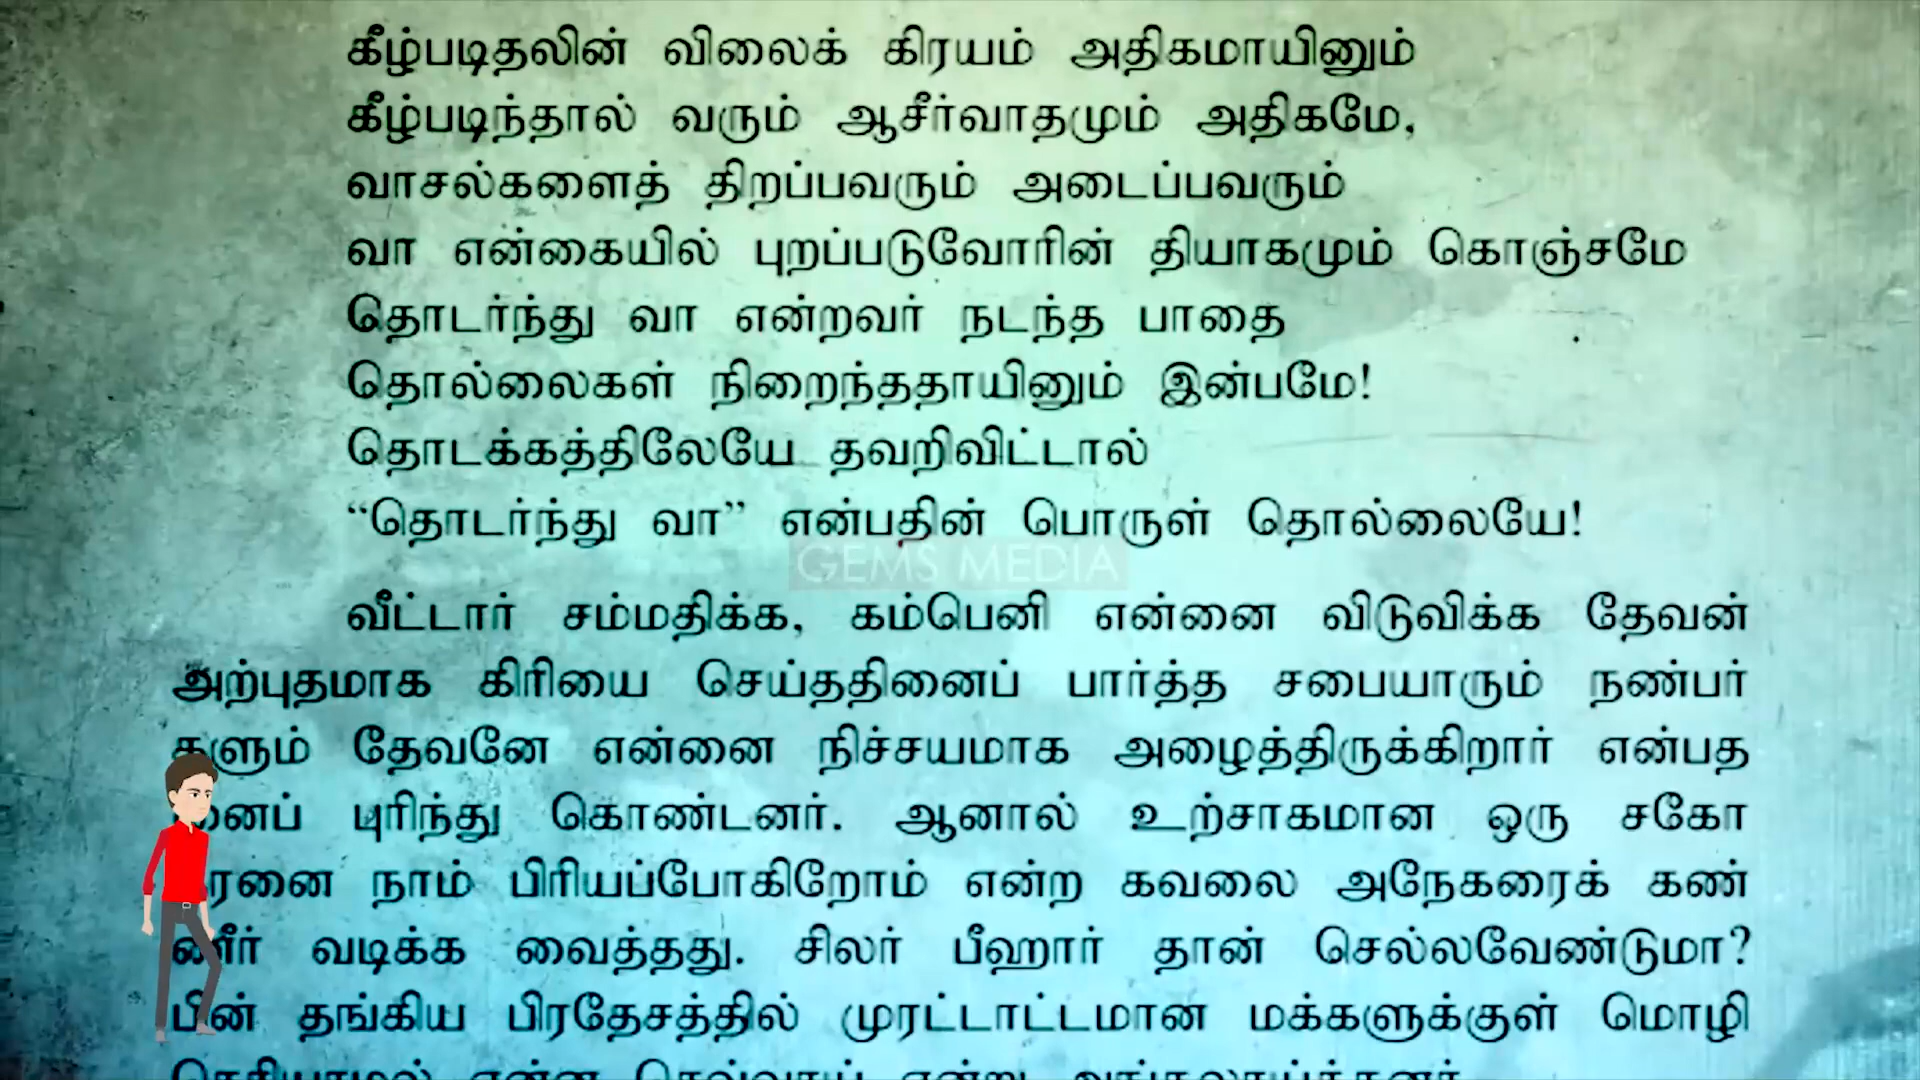 கீழ்படிதலின் விலைக் கிரயம் அதிகமாயினும்
கீழ்படிந்தால் வரும் ஆசீர்வாதமும் அதிகமே,
வாசல்களைத் திறப்பவரும் அடைப்பவரும்
வா என்கையில் புறப்படுவோரின் தியாகமும் கொஞ்சமே
தொடர்ந்து வா என்றவர் நடந்த பாதை
தொல்லைகள் நிறைந்ததாயினும் இன்பமே!
தொடக்கத்திலேயே தவறிவிட்டால்
“தொடர்ந்து வா” என்பதின் பொருள் தொல்லையே!
GEMS MEDIA
வீட்டார் சம்மதிக்க, கம்பெனி என்னை விடுவிக்க தேவன்
அற்புதமாக கிரியை செய்ததினைப் பார்த்த சபையாரும் நண்பர்
களும் தேவனே என்னை நிச்சயமாக அழைத்திருக்கிறார் என்பத
னைப் புரிந்து கொண்டனர். ஆனால் உற்சாகமான ஒரு சகோ
ரனை நாம் பிரியப்போகிறோம் என்ற கவலை அநேகரைக் கண்
ணீர் வடிக்க வைத்தது. சிலர் பீஹார் தான் செல்லவேண்டுமா?
பின் தங்கிய பிரதேசத்தில் முரட்டாட்டமான மக்களுக்குள் மொழி